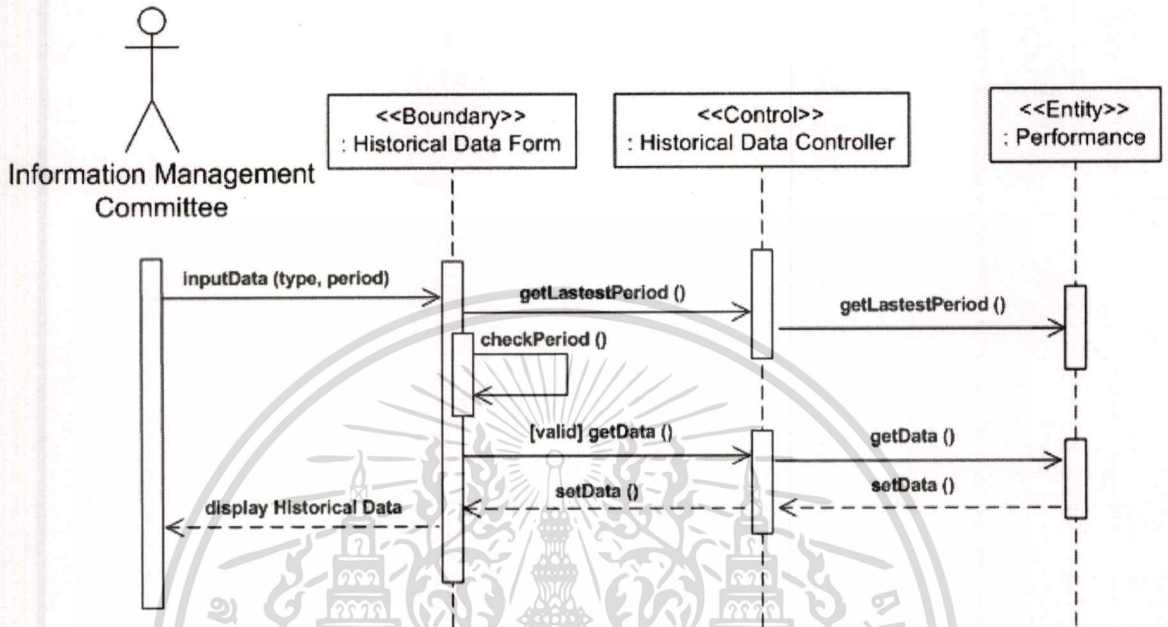 <<Boundary>>
: Historical Data Form
<<Control>>
: Historical Data Controller
<<Entity>>
: Performance
Information Management
Committee
inputData (type, period)
getLastestPeriod ()
getLastestPeriod ()
checkPeriod ()
[valid] getData ()
getData ()
setData ()
setData ()
display Historical Data